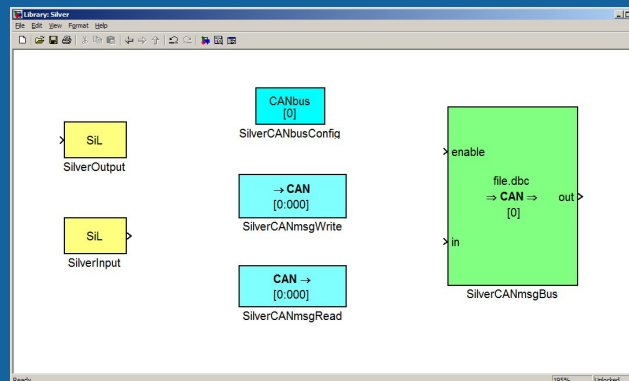 Library: Silver
File Edit View Format Help
CANbus
[0]
SilverCANbusConfig
SiL
SilverOutput
→ CAN
[0:000]
SilverCANmsgWrite
SiL
SilverInput
CAN →
[0:000]
SilverCANmsgRead
enable
file.dbc
⇒ CAN ⇒
[0]
out
in
SilverCANmsgBus
Ready
195%
Unlocked